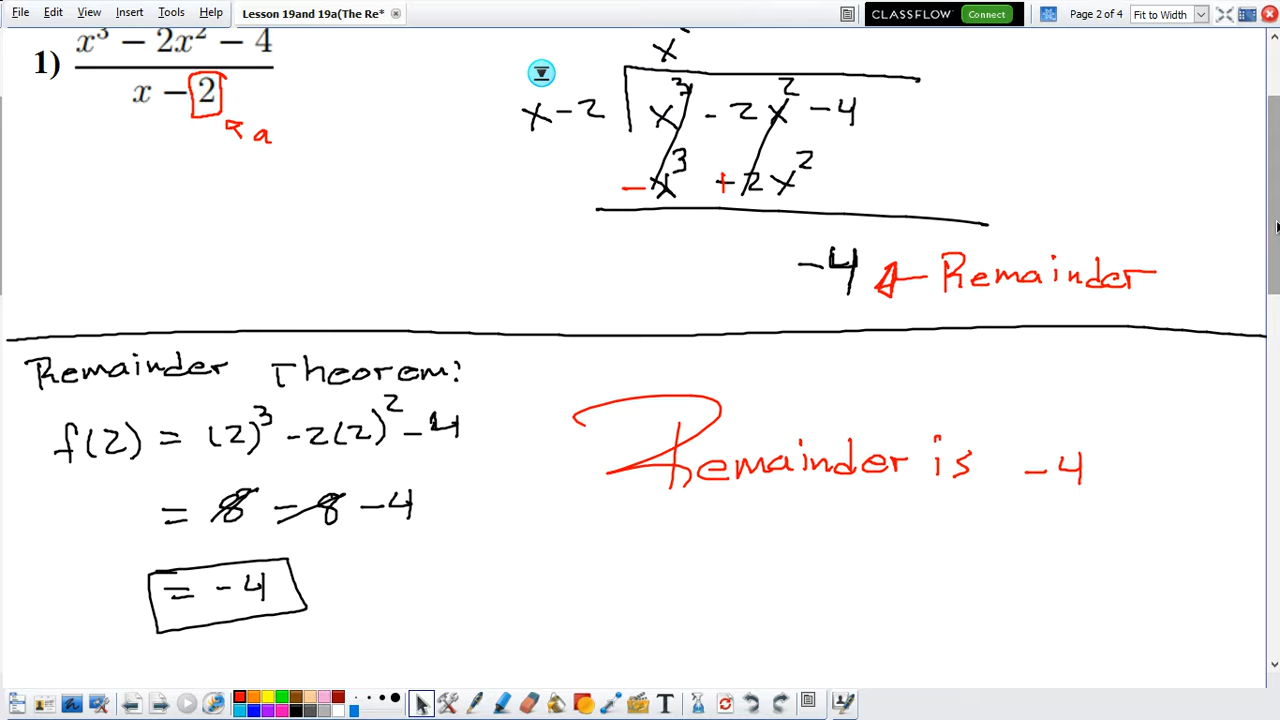 File Edit View Insert Tools Help Lesson 19and 19a(The Re* CLASSFLOW Connect Page 2 of 4 Fit to Width
1) x³ − 2x² − 4
x − 2
a
x²
x − 2 x³ - 2x² - 4
- x³ + 2x²
-4 ← Remainder
Remainder Theorem:
f(2) = (2)³ - 2(2)² - 4
= 8 - 8 - 4
= -4
Remainder is -4